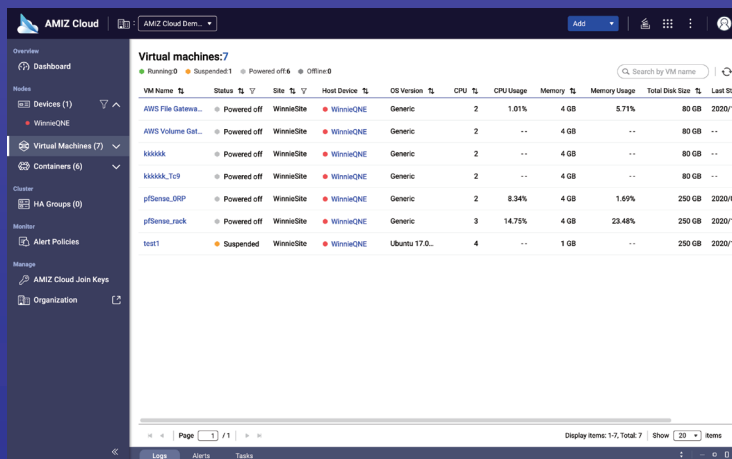 AMIZ Cloud : AMIZ Cloud Dem... Add
Overview
Dashboard
Nodes
Devices (1)
WinnieQNE
Virtual Machines (7)
Containers (6)
Cluster
HA Groups (0)
Monitor
Alert Policies
Manage
AMIZ Cloud Join Keys
Organization
Virtual machines:7
Running:0 Suspended:1 Powered off:6 Offline:0
Search by VM name
VM Name Status Site Host Device OS Version CPU CPU Usage Memory Memory Usage Total Disk Size Last St
AWS File Gatewa... Powered off WinnieSite WinnieQNE Generic 2 1.01% 4 GB 5.71% 80 GB 2020/
AWS Volume Gat... Powered off WinnieSite WinnieQNE Generic 2 -- 4 GB -- 80 GB --
kkkkkk Powered off WinnieSite WinnieQNE Generic 2 -- 4 GB -- 80 GB --
kkkkkk_Tc9 Powered off WinnieSite WinnieQNE Generic 2 -- 4 GB -- 80 GB --
pfSense_0RP Powered off WinnieSite WinnieQNE Generic 2 8.34% 4 GB 1.69% 250 GB 2020/
pfSense_rack Powered off WinnieSite WinnieQNE Generic 3 14.75% 4 GB 23.48% 250 GB 2020/
test1 Suspended WinnieSite WinnieQNE Ubuntu 17.0... 4 -- 1 GB -- 250 GB 2020/
Page 1 / 1 Display items: 1-7, Total: 7 Show 20 items
Logs Alerts Tasks